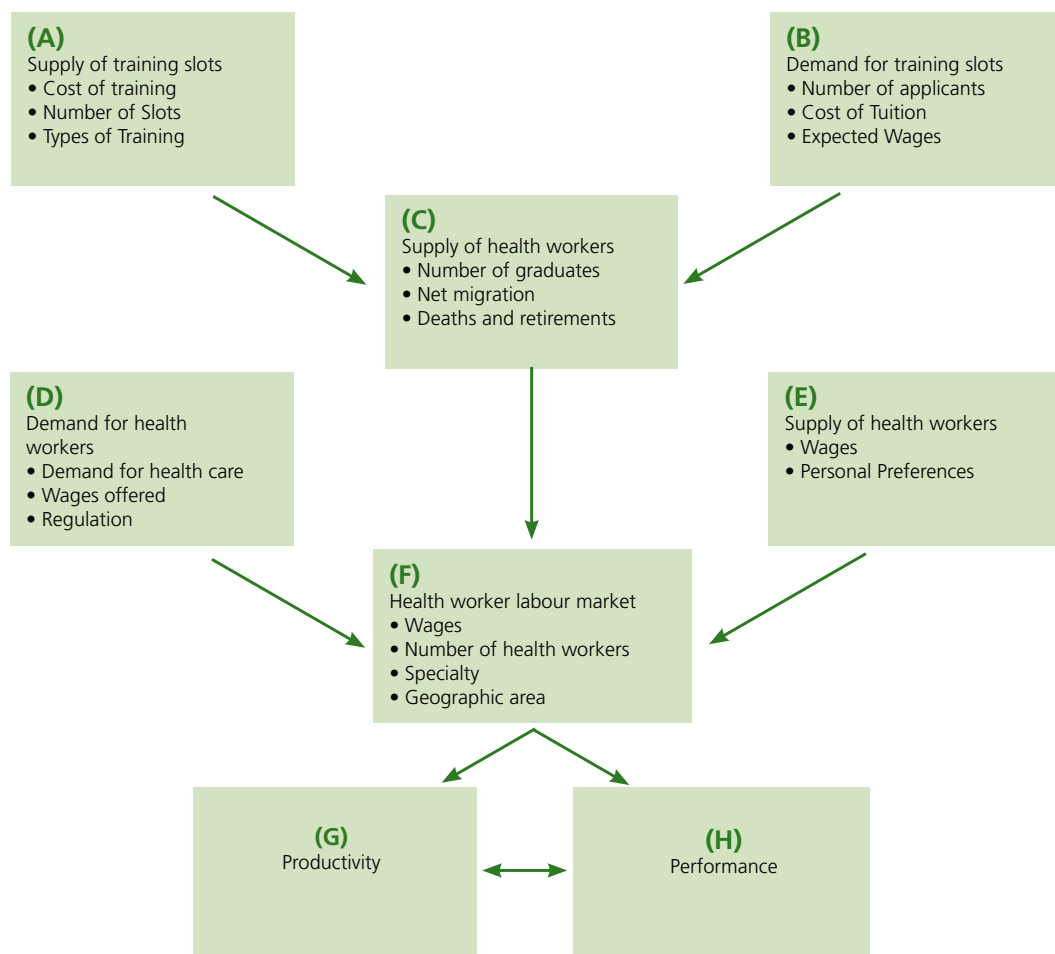 (A)
Supply of training slots
• Cost of training
• Number of Slots
• Types of Training
(B)
Demand for training slots
• Number of applicants
• Cost of Tuition
• Expected Wages
(C)
Supply of health workers
• Number of graduates
• Net migration
• Deaths and retirements
(D)
Demand for health
workers
• Demand for health care
• Wages offered
• Regulation
(E)
Supply of health workers
• Wages
• Personal Preferences
(F)
Health worker labour market
• Wages
• Number of health workers
• Specialty
• Geographic area
(G)
Productivity
(H)
Performance